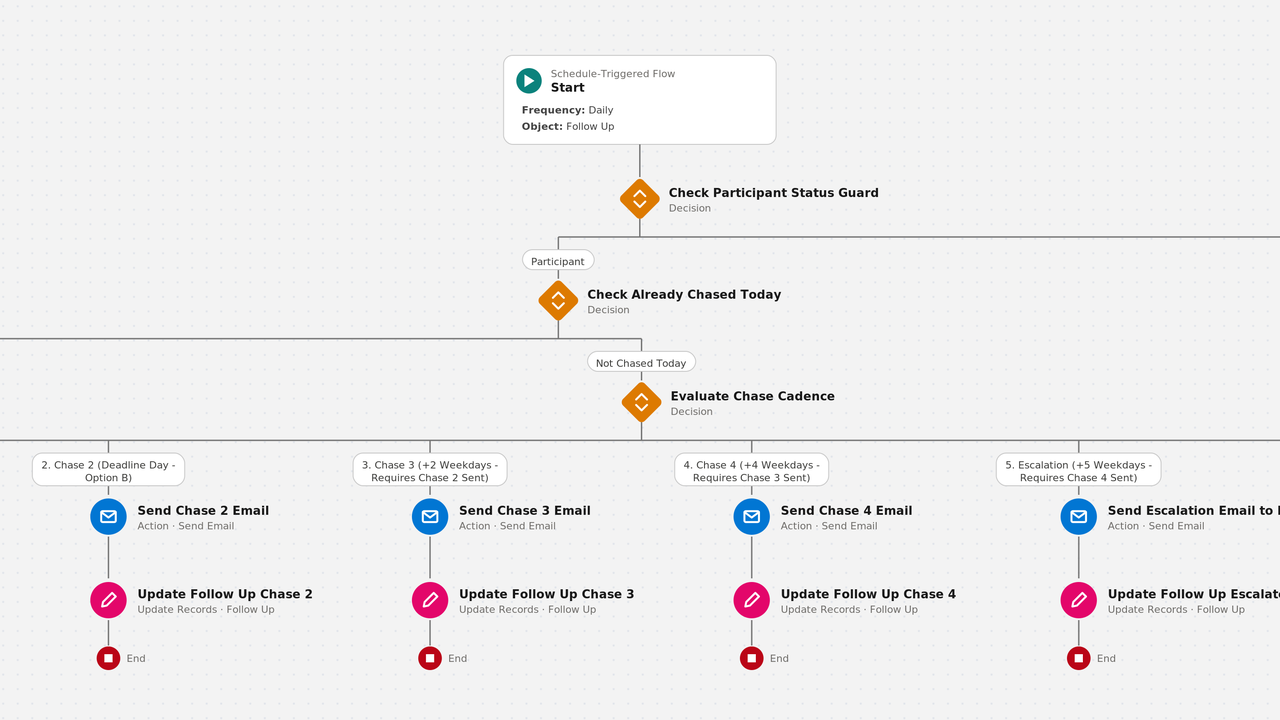 Schedule-Triggered Flow
Start
Frequency: Daily
Object: Follow Up
Check Participant Status Guard
Decision
Participant
Check Already Chased Today
Decision
Not Chased Today
Evaluate Chase Cadence
Decision
2. Chase 2 (Deadline Day -
Option B)
3. Chase 3 (+2 Weekdays -
Requires Chase 2 Sent)
4. Chase 4 (+4 Weekdays -
Requires Chase 3 Sent)
5. Escalation (+5 Weekdays -
Requires Chase 4 Sent)
Send Chase 2 Email
Action · Send Email
Send Chase 3 Email
Action · Send Email
Send Chase 4 Email
Action · Send Email
Send Escalation Email to
Action · Send Email
Update Follow Up Chase 2
Update Records · Follow Up
Update Follow Up Chase 3
Update Records · Follow Up
Update Follow Up Chase 4
Update Records · Follow Up
Update Follow Up
Update Records · Follow Up
End
End
End
End